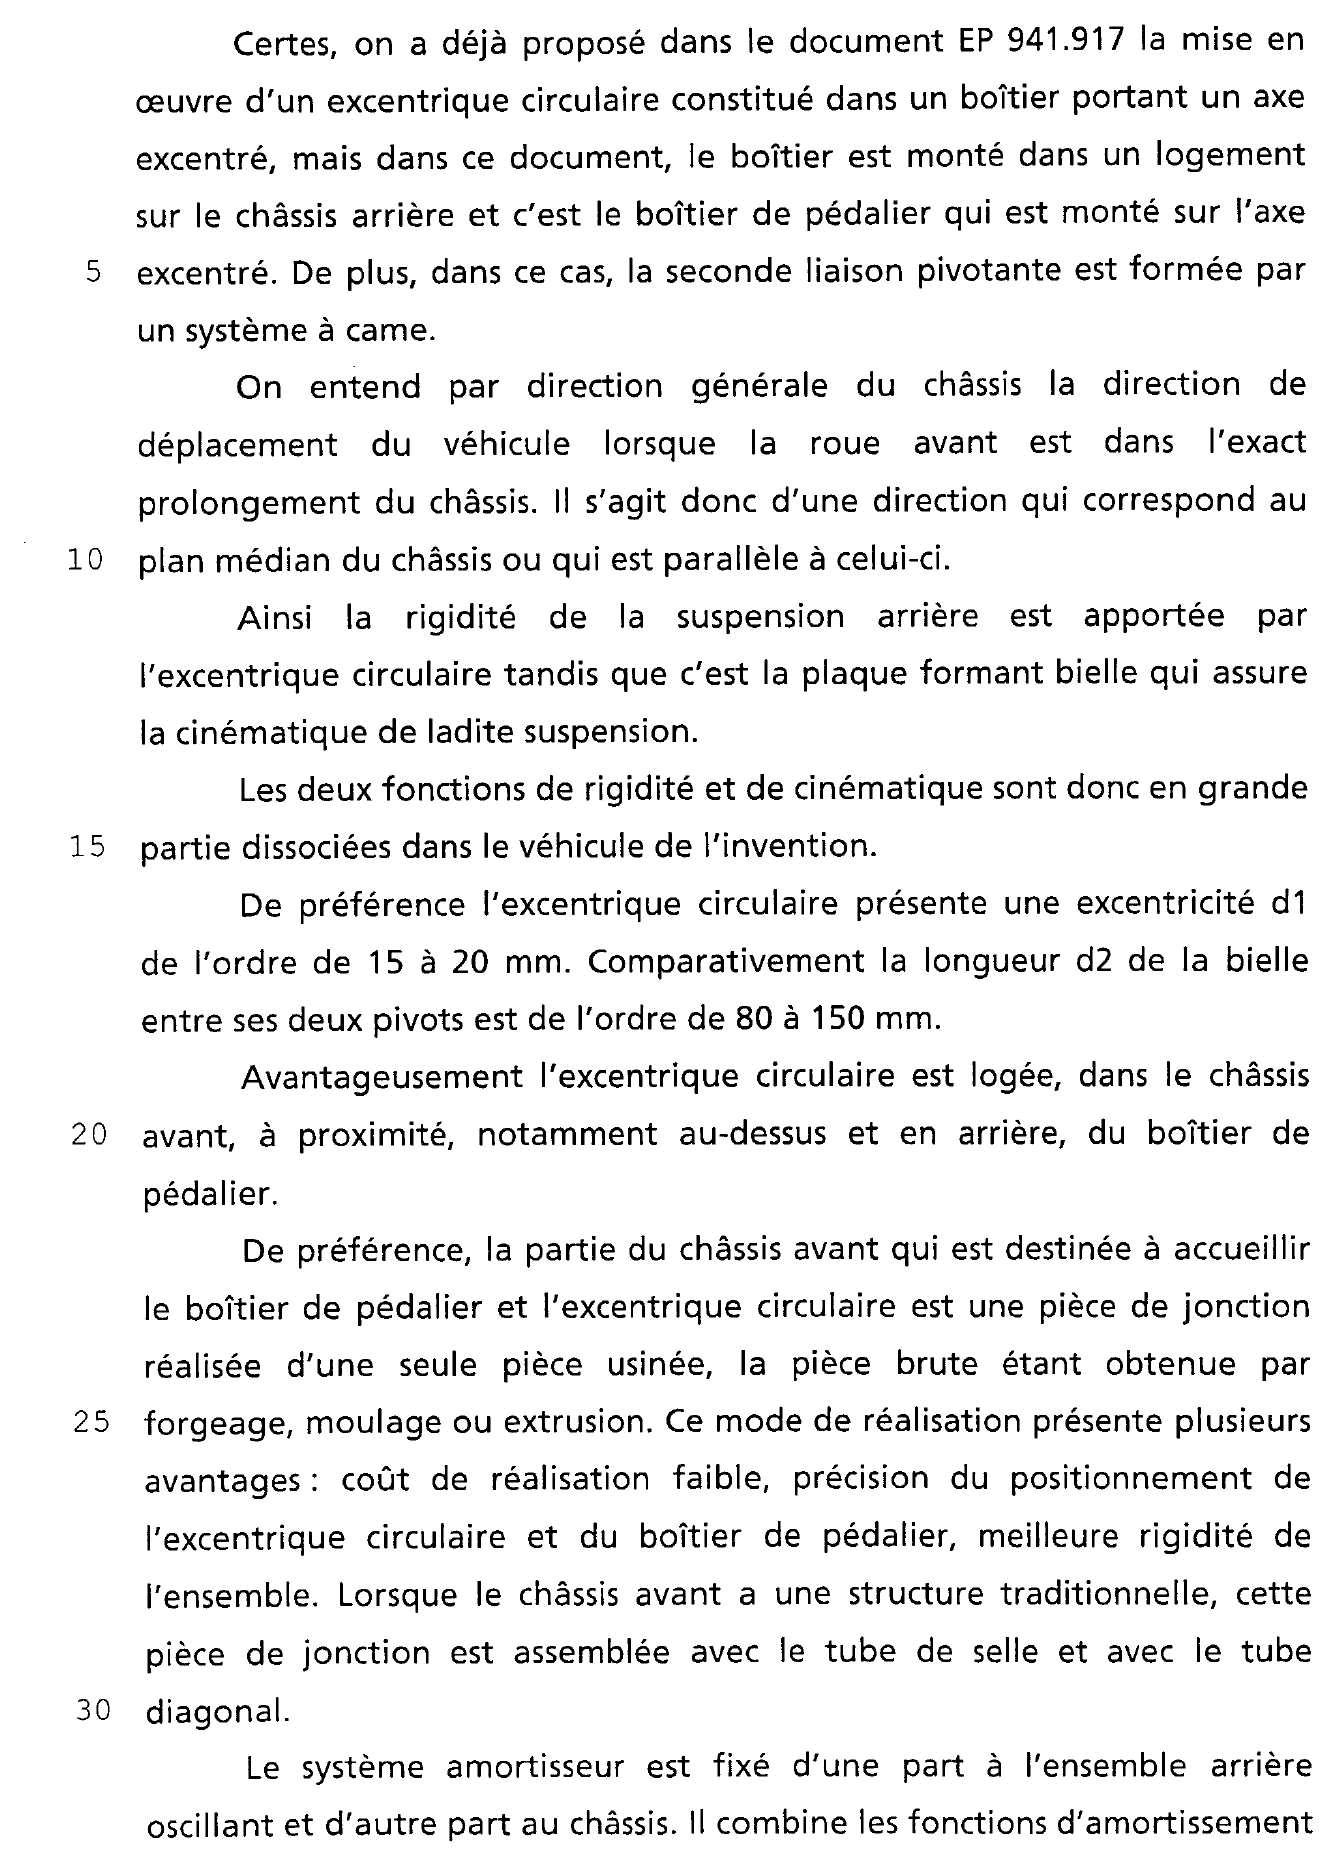 Certes, on a déjà proposé dans le document EP 941.917 la mise en
œuvre d'un excentrique circulaire constitué dans un boîtier portant un axe
excentré, mais dans ce document, le boîtier est monté dans un logement
sur le châssis arrière et c'est le boîtier de pédalier qui est monté sur l'axe
5 excentré. De plus, dans ce cas, la seconde liaison pivotante est formée par
un système à came.
On entend par direction générale du châssis la direction de
déplacement du véhicule lorsque la roue avant est dans l'exact
prolongement du châssis. Il s'agit donc d'une direction qui correspond au
10 plan médian du châssis ou qui est parallèle à celui-ci.
Ainsi la rigidité de la suspension arrière est apportée par
l'excentrique circulaire tandis que c'est la plaque formant bielle qui assure
la cinématique de ladite suspension.
Les deux fonctions de rigidité et de cinématique sont donc en grande
15 partie dissociées dans le véhicule de l'invention.
De préférence l'excentrique circulaire présente une excentricité d1
de l'ordre de 15 à 20 mm. Comparativement la longueur d2 de la bielle
entre ses deux pivots est de l'ordre de 80 à 150 mm.
Avantageusement l'excentrique circulaire est logée, dans le châssis
20 avant, à proximité, notamment au-dessus et en arrière, du boîtier de
pédalier.
De préférence, la partie du châssis avant qui est destinée à accueillir
le boîtier de pédalier et l'excentrique circulaire est une pièce de jonction
réalisée d'une seule pièce usinée, la pièce brute étant obtenue par
25 forgeage, moulage ou extrusion. Ce mode de réalisation présente plusieurs
avantages : coût de réalisation faible, précision du positionnement de
l'excentrique circulaire et du boîtier de pédalier, meilleure rigidité de
l'ensemble. Lorsque le châssis avant a une structure traditionnelle, cette
pièce de jonction est assemblée avec le tube de selle et avec le tube
30 diagonal.
Le système amortisseur est fixé d'une part à l'ensemble arrière
oscillant et d'autre part au châssis. Il combine les fonctions d'amortissement